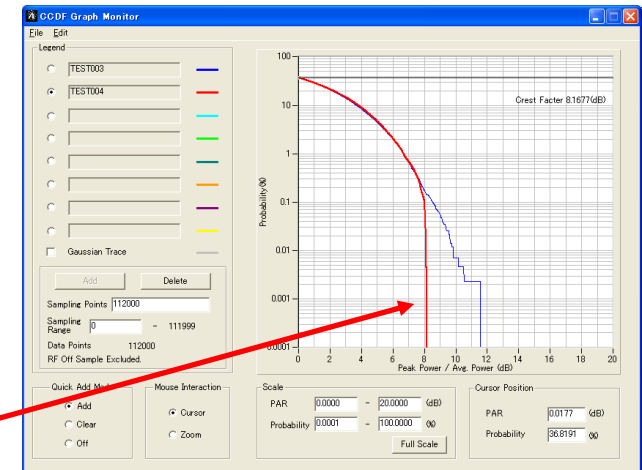 CCDF Graph Monitor
File Edit
Legend
TEST003
TEST004
Gaussian Trace
Add Delete
Sampling Points 112000
Sampling Range 0 - 111999
Data Points 112000
RF Off Sample Excluded.
100
10
1
0.1
0.01
0.001
0.0001
Probability(%)
Crest Facter 8.1677(dB)
0 2 4 6 8 10 12 14 16 18 20
Peak Power / Avg. Power (dB)
Quick Add Mode
Add
Clear
Off
Mouse Interaction
Cursor
Zoom
Scale
PAR 0.0000 - 20.0000 (dB)
Probability 0.0001 - 100.0000 (%)
Full Scale
Cursor Position
PAR 0.0177 (dB)
Probability 36.8191 (%)